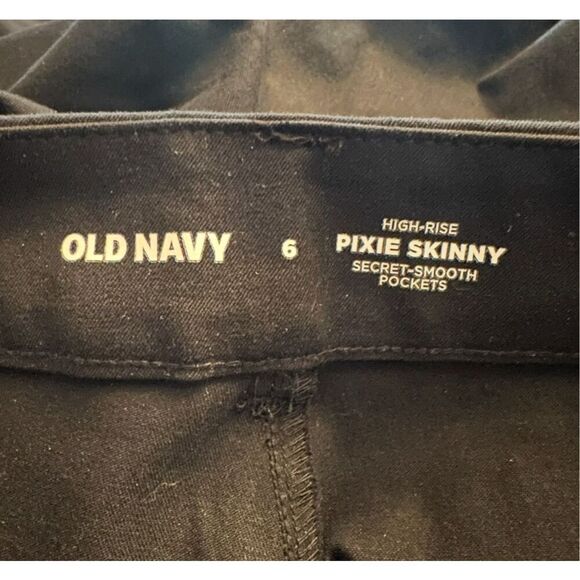 OLD NAVY
6
HIGH-RISE
PIXIE SKINNY
SECRET-SMOOTH
POCKETS